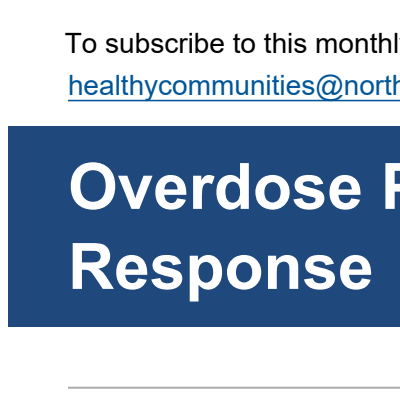 To subscribe to this monthl
healthycommunities@north
Overdose
Response